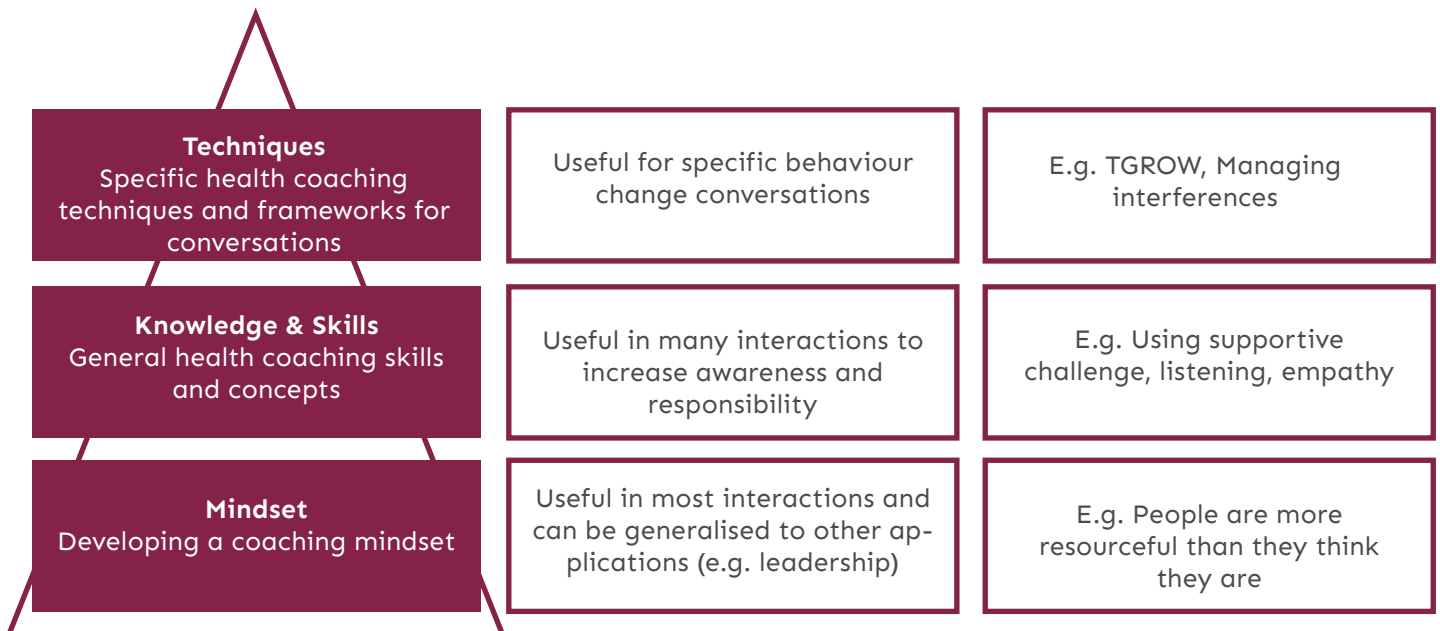 Techniques
Specific health coaching
techniques and frameworks for
conversations
Useful for specific behaviour
change conversations
E.g. TGROW, Managing
interferences
Knowledge & Skills
General health coaching skills
and concepts
Useful in many interactions to
increase awareness and
responsibility
E.g. Using supportive
challenge, listening, empathy
Mindset
Developing a coaching mindset
Useful in most interactions and
can be generalised to other ap-
plications (e.g. leadership)
E.g. People are more
resourceful than they think
they are